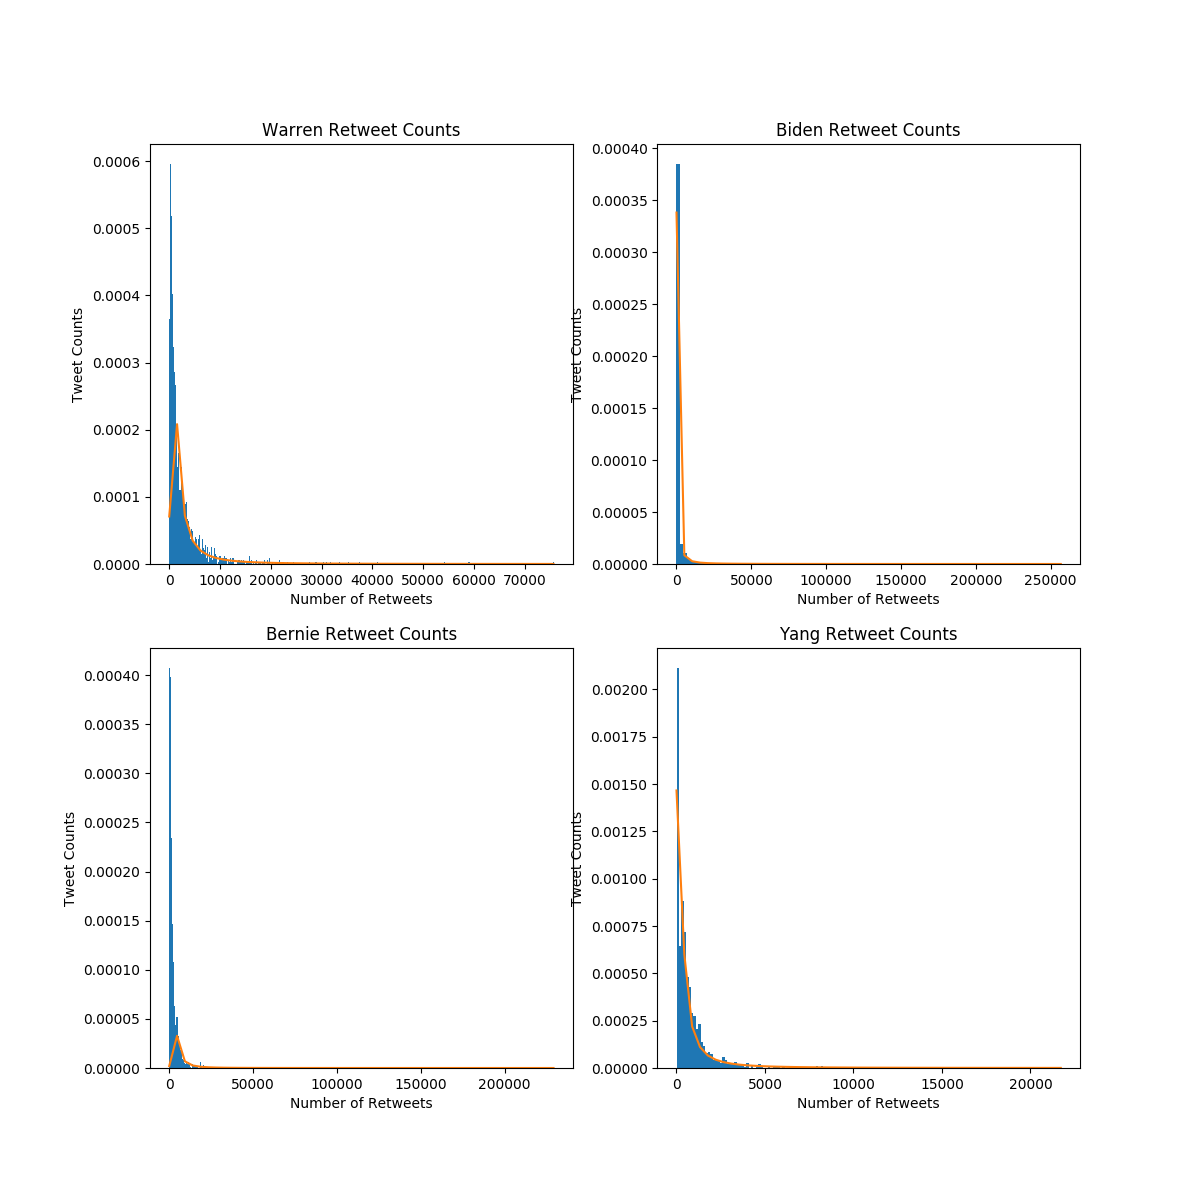 Warren Retweet Counts
0.0006
0.0005
0.0004
0.0003
0.0002
0.0001
0.0000
Tweet Counts
0 10000 20000 30000 40000 50000 60000 70000
Number of Retweets
Biden Retweet Counts
0.00040
0.00035
0.00030
0.00025
0.00020
0.00015
0.00010
0.00005
0.00000
Tweet Counts
0 50000 100000 150000 200000 250000
Number of Retweets
Bernie Retweet Counts
0.00040
0.00035
0.00030
0.00025
0.00020
0.00015
0.00010
0.00005
0.00000
Tweet Counts
0 50000 100000 150000 200000
Number of Retweets
Yang Retweet Counts
0.00200
0.00175
0.00150
0.00125
0.00100
0.00075
0.00050
0.00025
0.00000
Tweet Counts
0 5000 10000 15000 20000
Number of Retweets